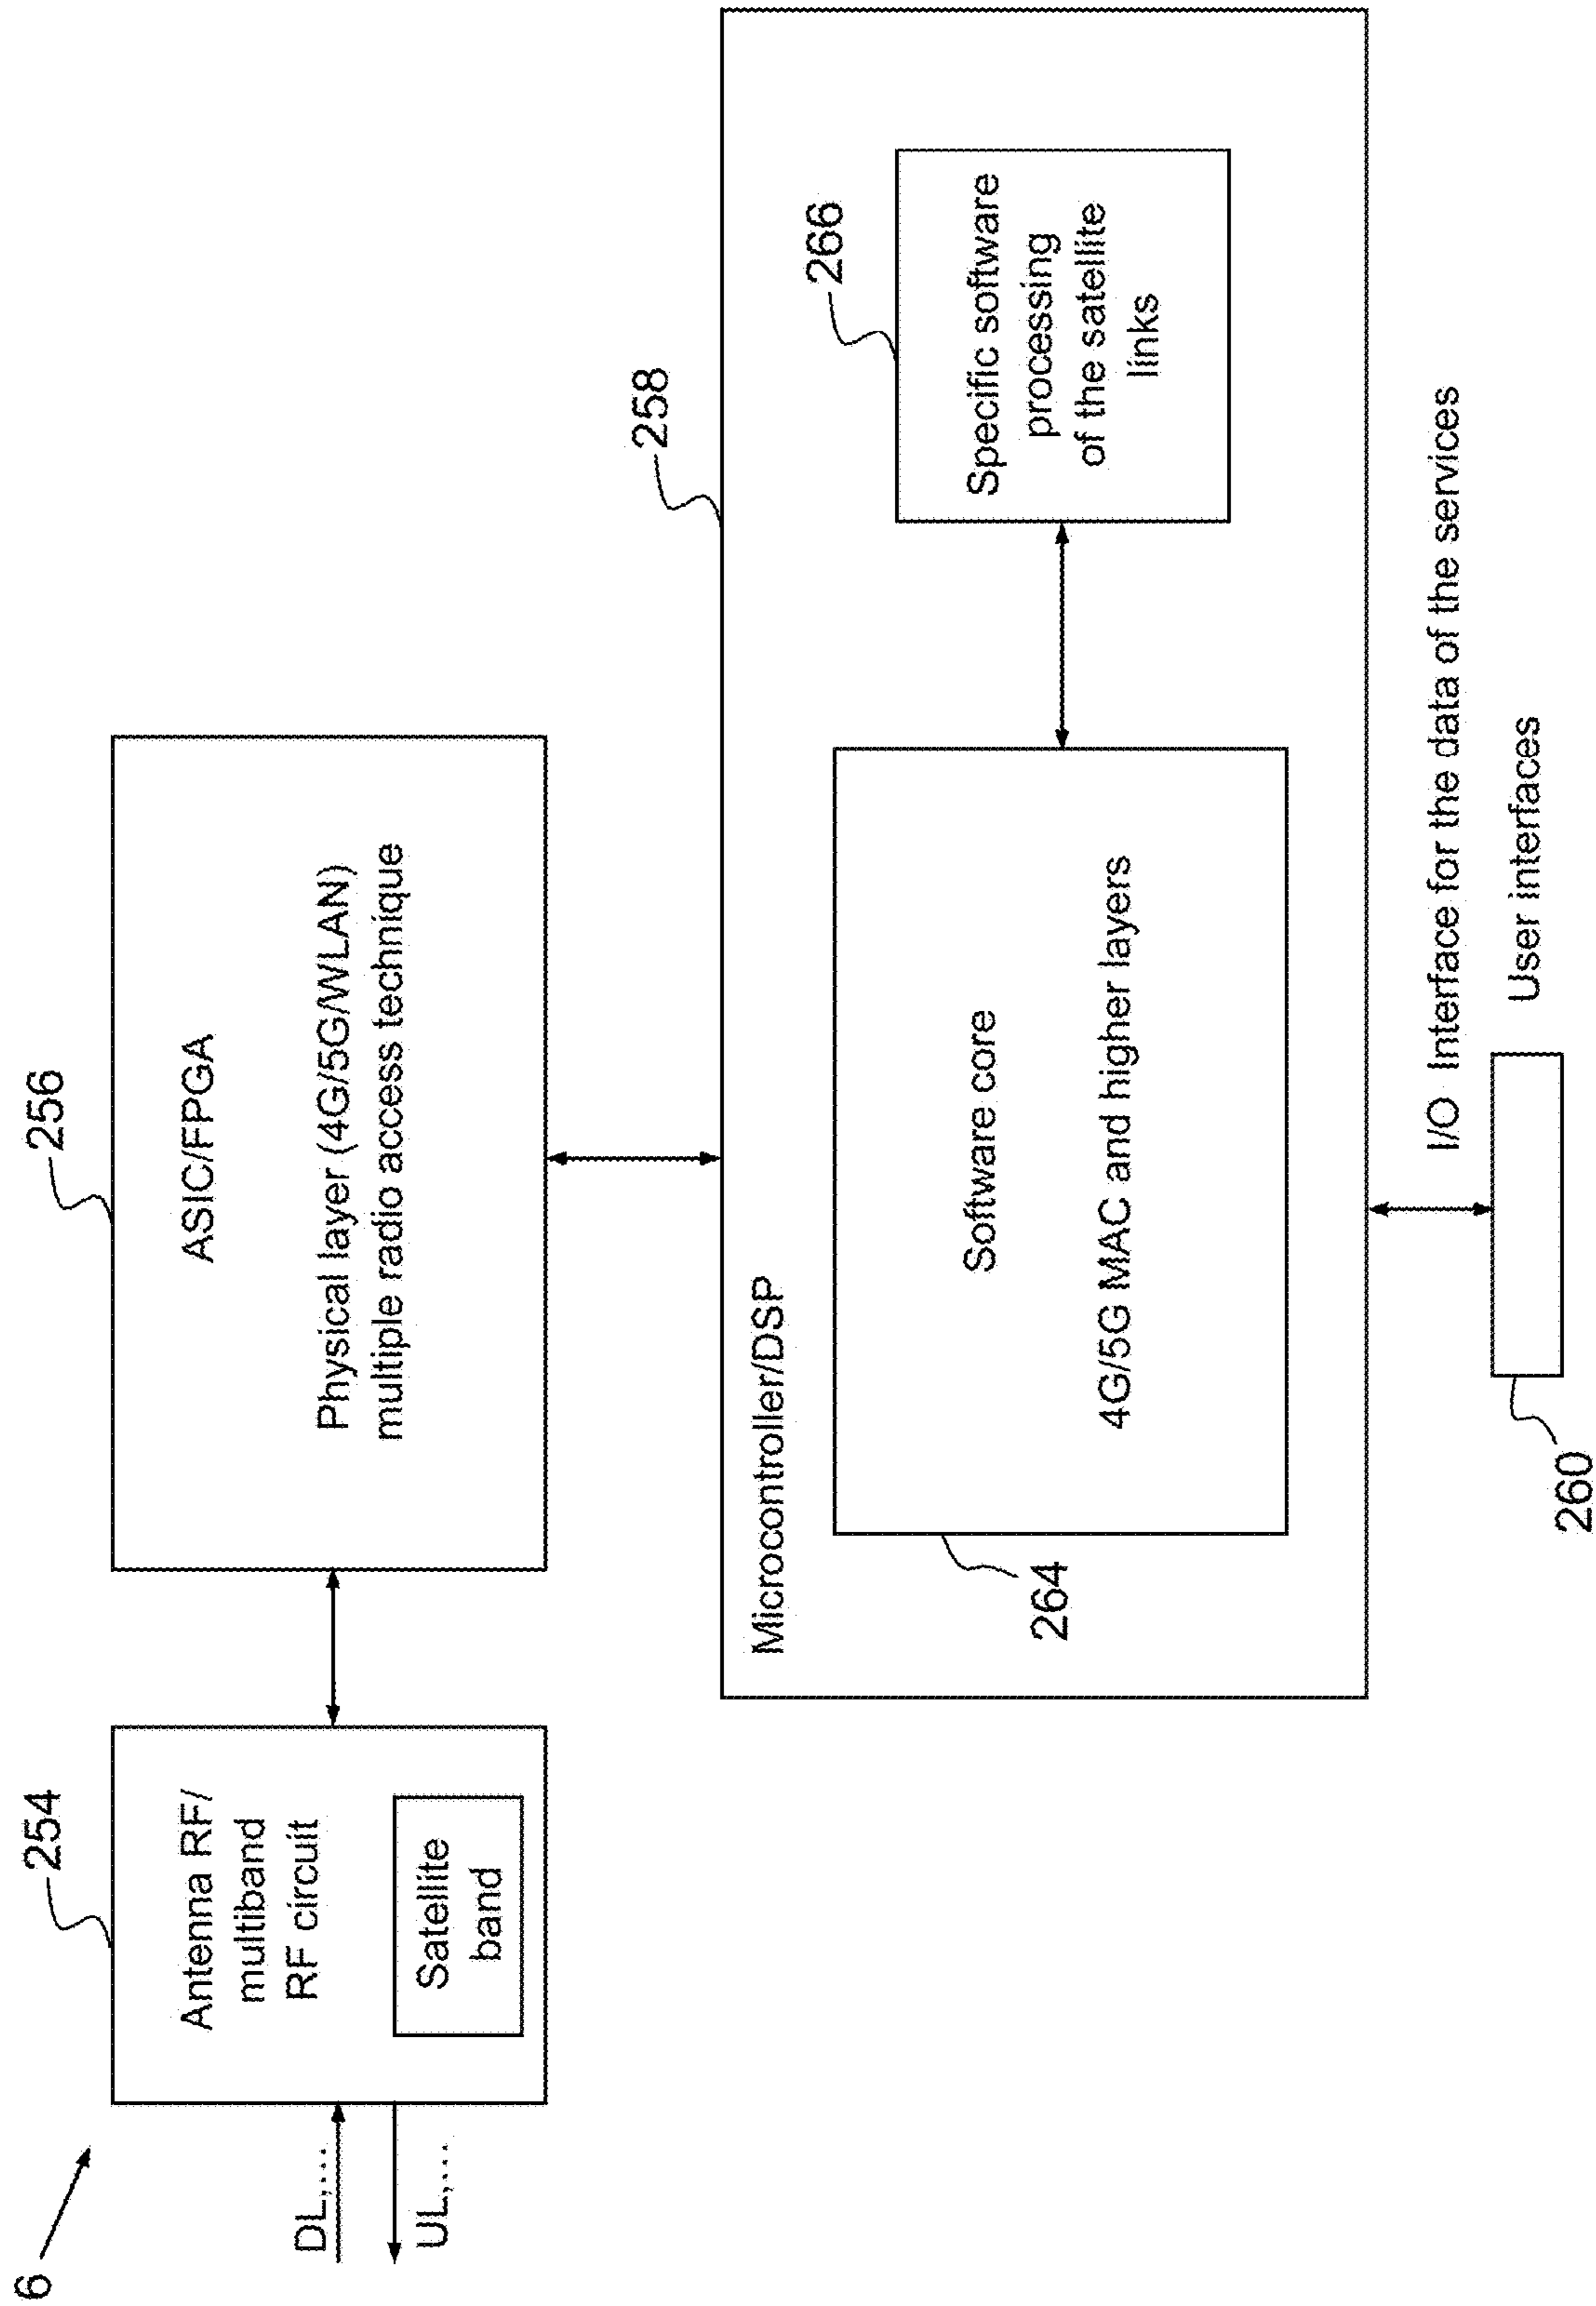 6
254
256
Antenna RF/
multiband
RF circuit
Satellite
band
DL,...
UL,...
ASIC/FPGA
Physical layer (4G/5G/WLAN)
multiple radio access technique
258
Microcontroller/DSP
264
Software core
4G/5G MAC and higher layers
266
Specific software
processing
of the satellite
links
I/O Interface for the data of the services
260
User interfaces